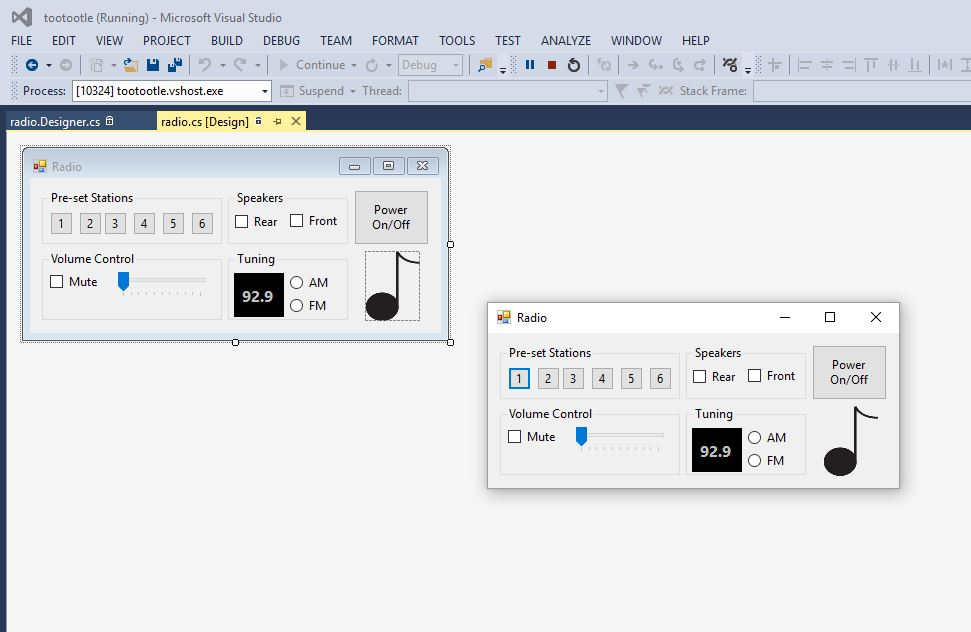 tootootle (Running) - Microsoft Visual Studio
FILE EDIT VIEW PROJECT BUILD DEBUG TEAM FORMAT TOOLS TEST ANALYZE WINDOW HELP
Continue Debug
Process: [10324] tootootle.vshost.exe Suspend Thread: Stack Frame:
radio.Designer.cs radio.cs [Design]
Radio
Pre-set Stations Speakers Power On/Off
1 2 3 4 5 6 Rear Front
Volume Control Tuning
Mute 92.9 AM
FM
Radio
Pre-set Stations Speakers Power On/Off
1 2 3 4 5 6 Rear Front
Volume Control Tuning
Mute 92.9 AM
FM